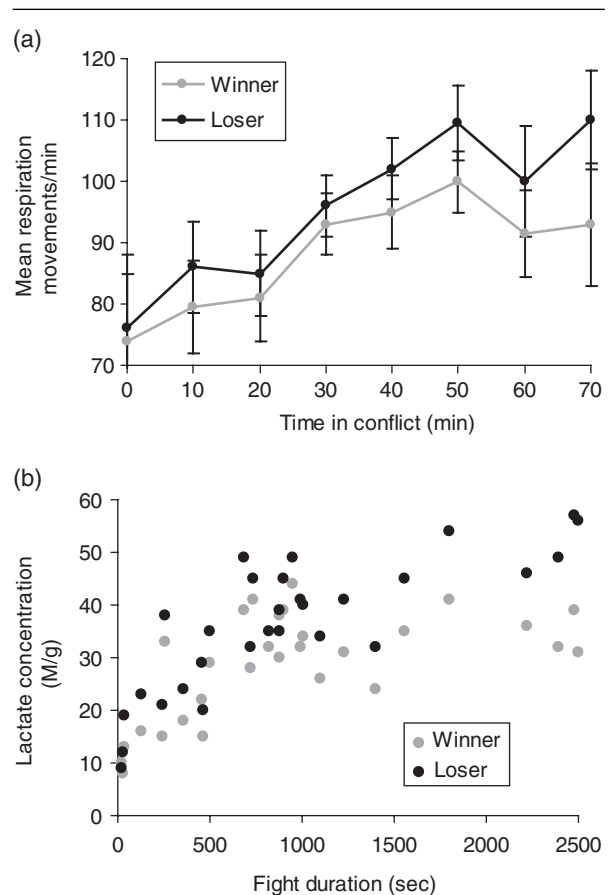 (a)
120
110
100
90
80
70
Mean respiration
movements/min
Winner
Loser
0 10 20 30 40 50 60 70
Time in conflict (min)
(b)
60
50
40
30
20
10
0
Lactate concentration
(M/g)
Winner
Loser
0 500 1000 1500 2000 2500
Fight duration (sec)